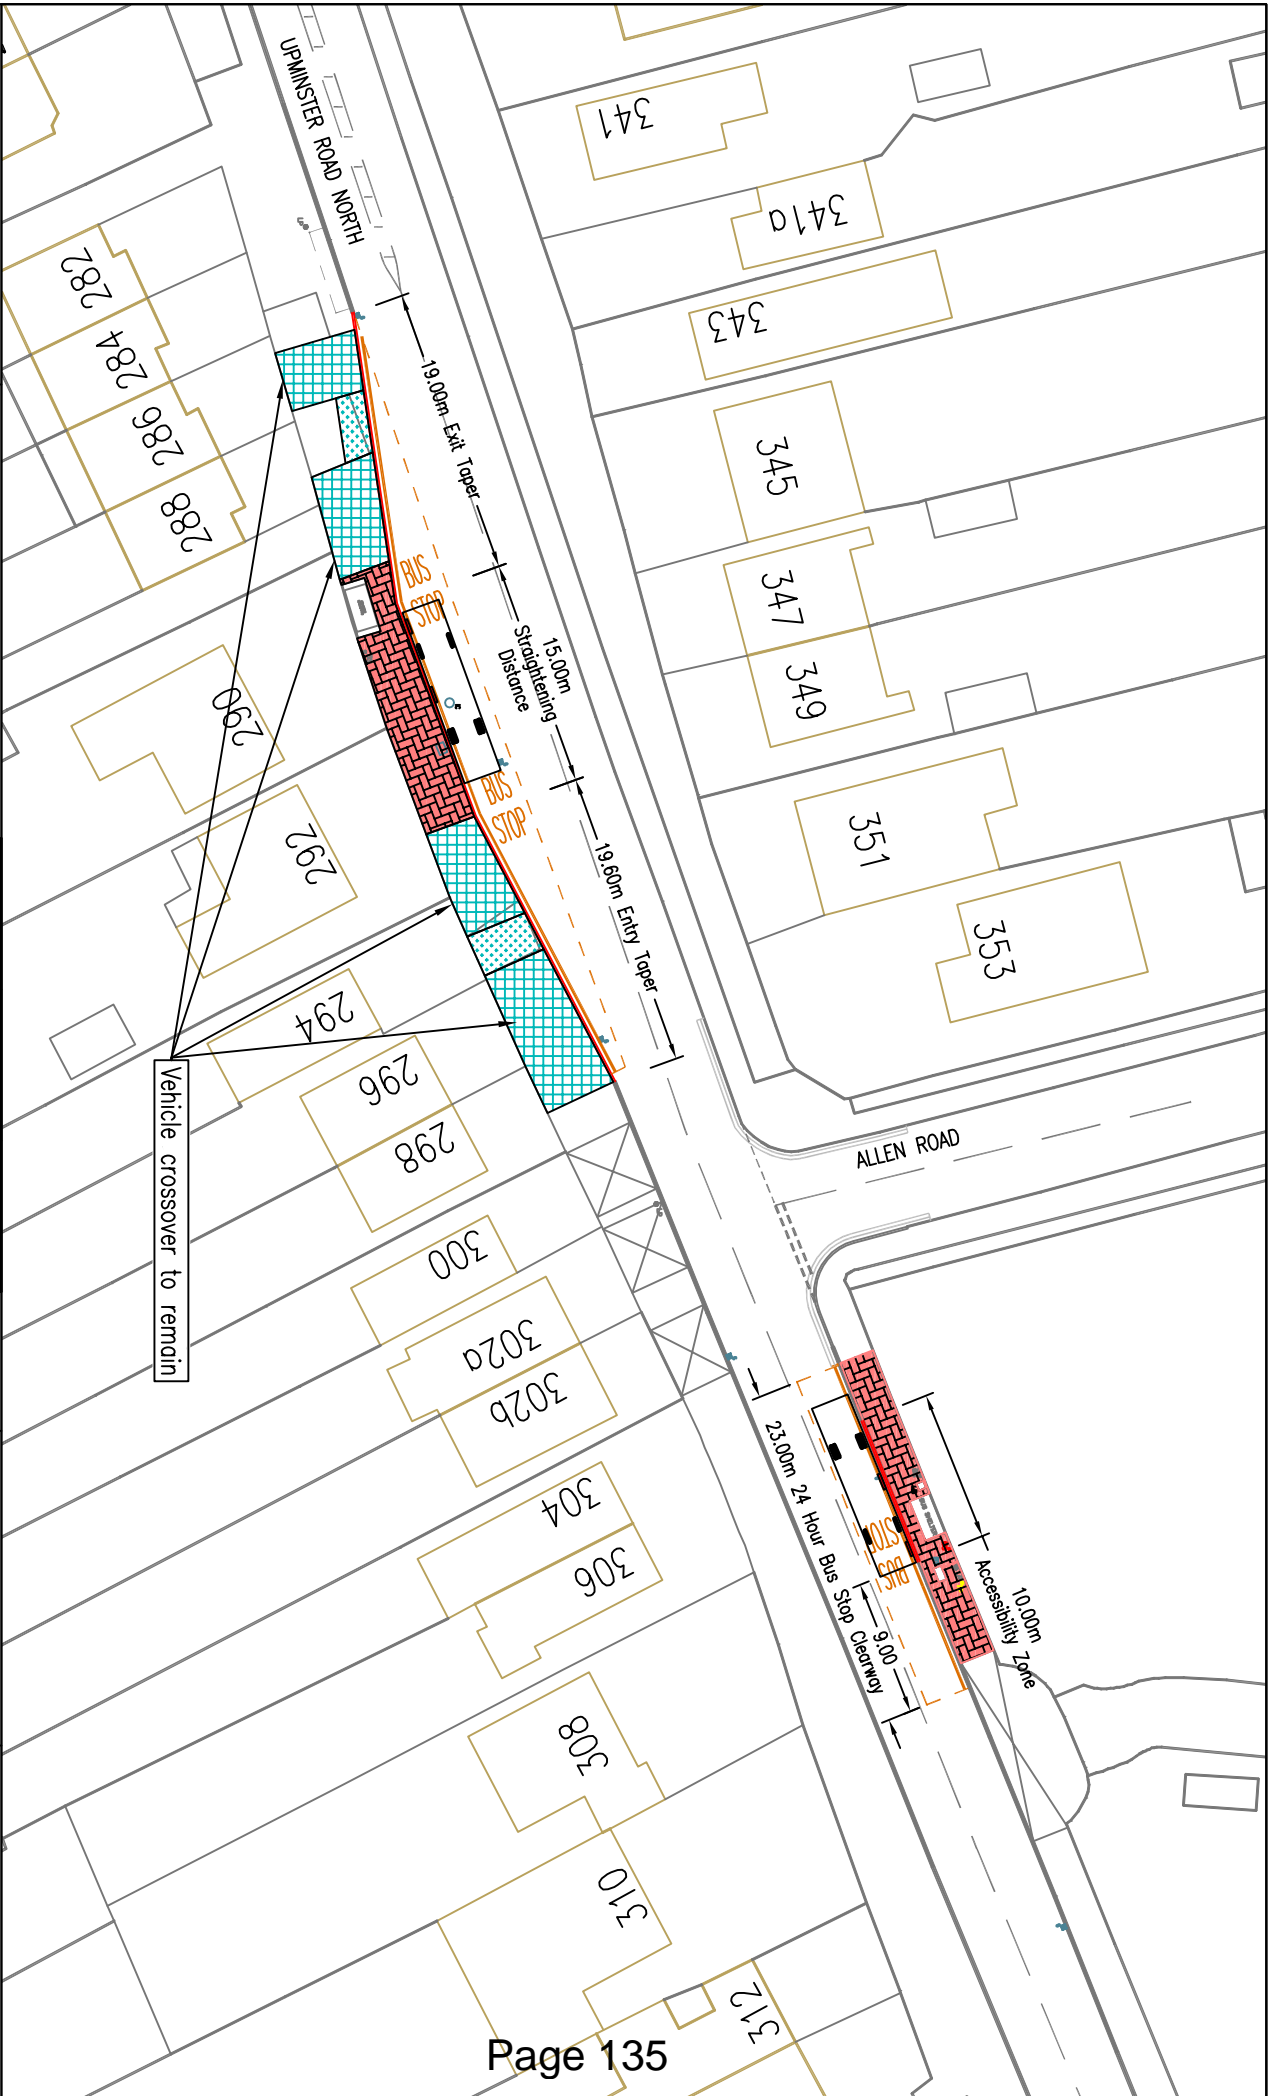 UPMINSTER ROAD NORTH
341
341a
343
345
347
349
351
353
282
284
286
288
290
292
294
296
298
300
302a
302b
304
306
308
310
312
19.00m Exit Taper
BUS
STOP
15.00m
Straightening
Distance
BUS
STOP
19.60m Entry Taper
ALLEN ROAD
Vehicle crossover to remain
23.00m 24 Hour Bus Stop Clearway
BUS
STOP
9.00
10.00m
Accessibility Zone
Page 135